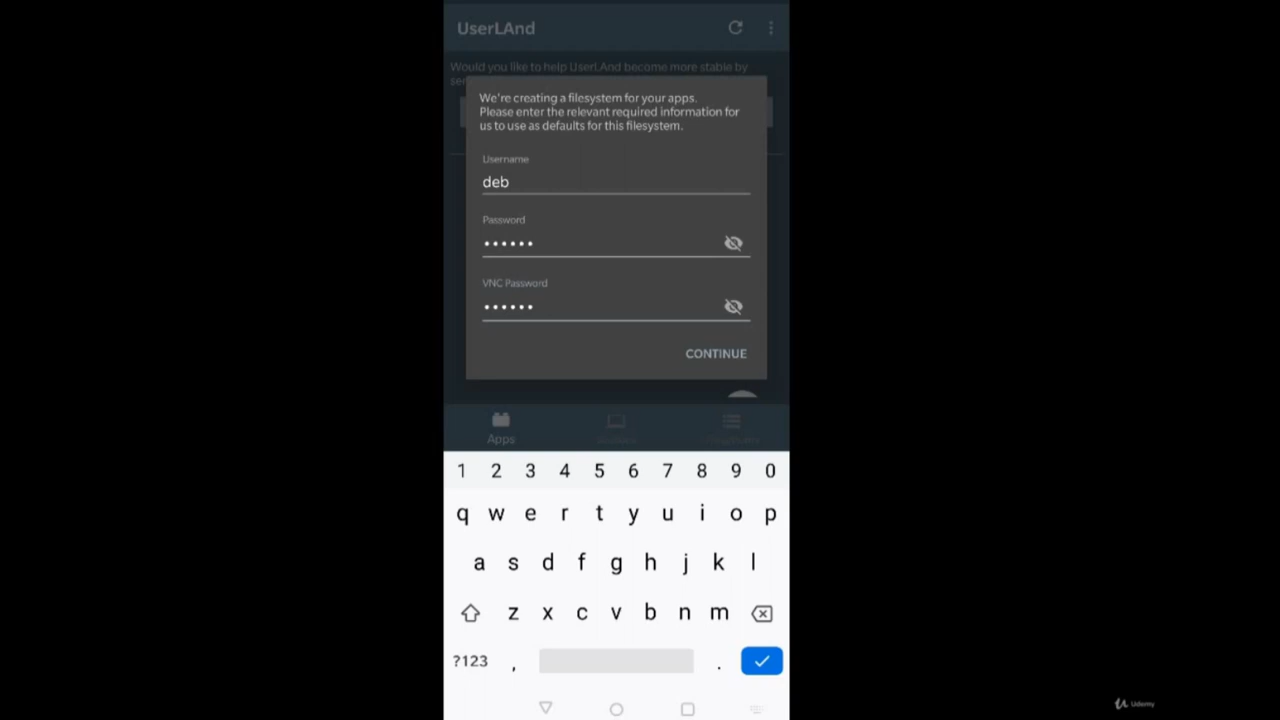 UserLAnd
Would you like to help UserLAnd become more stable by
We're creating a filesystem for your apps.
Please enter the relevant required information for
us to use as defaults for this filesystem.
Username
deb
Password
••••••
VNC Password
••••••
CONTINUE
Apps
1 2 3 4 5 6 7 8 9 0
q w e r t y u i o p
a s d f g h j k l
z x c v b n m
?123 , .
Udemy